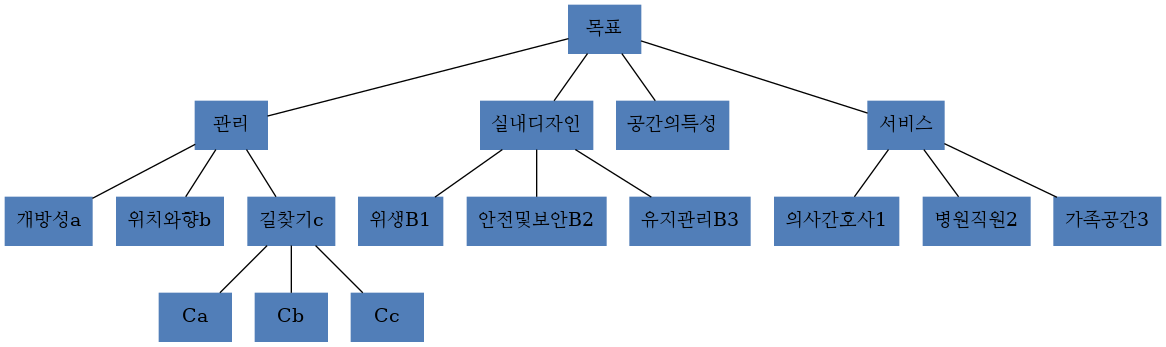 목표
관리
실내디자인
공간의특성
서비스
개방성a
위치와향b
길찾기c
위생B1
안전및보안B2
유지관리B3
의사간호사1
병원직원2
가족공간3
Ca
Cb
Cc